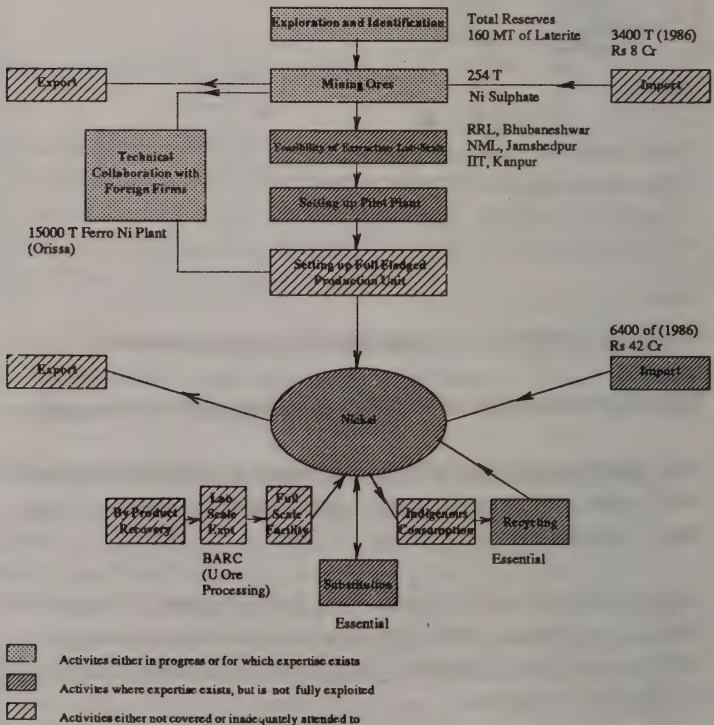 Exploration and Identification
Total Reserves
160 MT of Laterite
3400 T (1986)
Rs 8 Cr
Export
Mining Ores
254 T
Ni Sulphate
Import
Technical
Collaboration with
Foreign Firms
Feasibility of Extraction Lab-Scale
RRL, Bhubaneshwar
NML, Jamshedpur
IIT, Kanpur
Setting up Pilot Plant
15000 T Ferro Ni Plant
(Orissa)
Setting up Full Fledged
Production Unit
6400 of (1986)
Rs 42 Cr
Export
Import
Nickel
By Product
Recovery
Lab
Scale
Expt
Full
Scale
Facility
Indigenous
Consumption
Recycling
BARC
(U Ore
Processing)
Essential
Substitution
Essential
Activites either in progress or for which expertise exists
Activites where expertise exists, but is not fully exploited
Activities either not covered or inadequately attended to